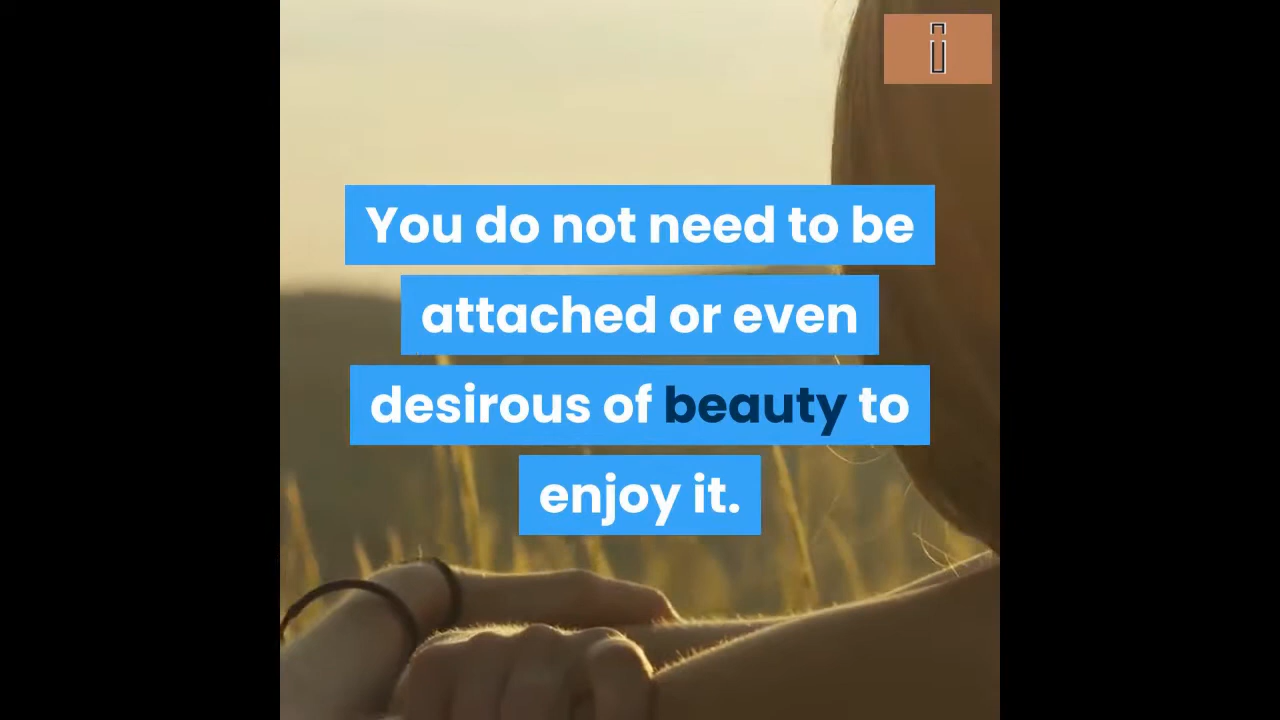 i
You do not need to be
attached or even
desirous of beauty to
enjoy it.